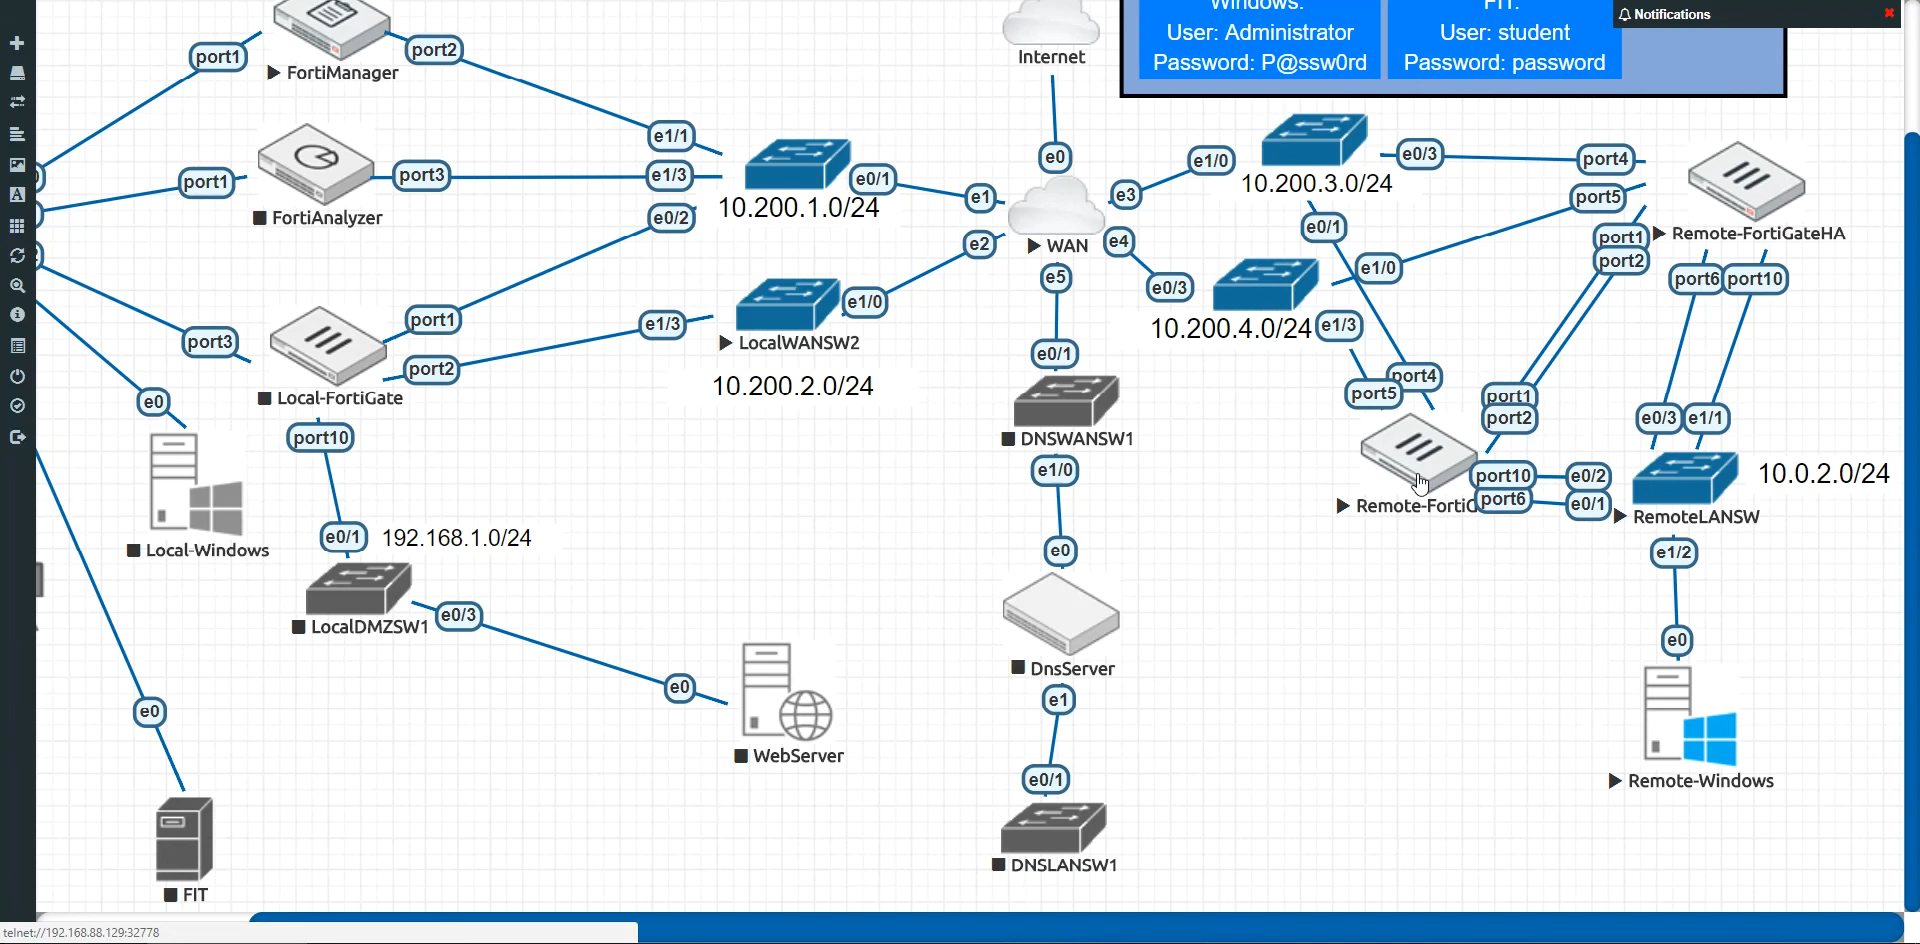 Windows:
User: Administrator
Password: P@ssw0rd
FIT:
User: student
Password: password
Notifications
port1
port2
FortiManager
Internet
e1/1
e0
e1/0
e0/3
port4
10.200.3.0/24
port1
port3
e1/3
e0/1
e1
e3
port5
FortiAnalyzer
10.200.1.0/24
e0/2
e0/1
port1
port2
Remote-FortiGateHA
WAN
e2
e4
e5
e0/3
e1/0
port6
port10
port3
port1
e1/3
e1/0
10.200.4.0/24
e1/3
LocalWANSW2
port2
10.200.2.0/24
e0/1
port4
port5
port1
port2
e0
Local-FortiGate
port10
DNSWANSW1
e0/3
e1/1
e1/0
port10
e0/2
10.0.2.0/24
port6
e0/1
Remote-FortiG
RemoteLANSW
Local-Windows
e0/1
192.168.1.0/24
e0
e1/2
LocalDMZSW1
e0/3
e0
DnsServer
e0
e0
e1
WebServer
e0/1
Remote-Windows
DNSLANSW1
FIT
telnet://192.168.88.129:32778